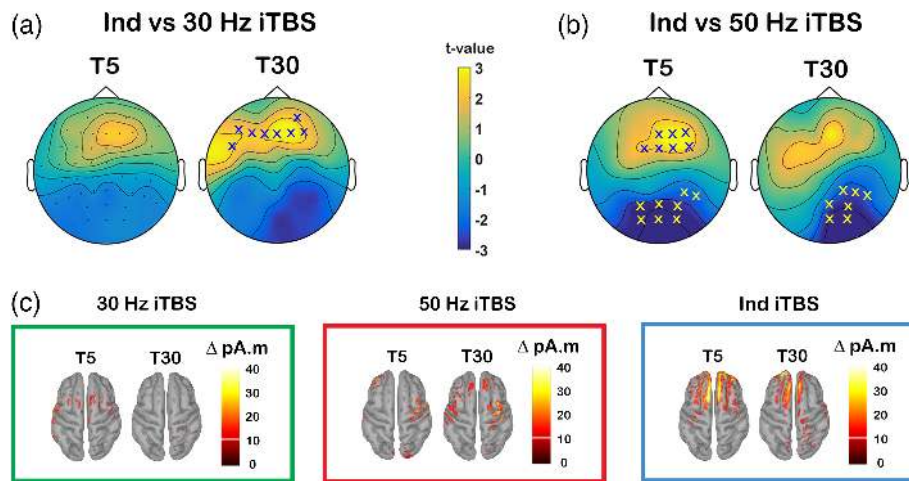 (a) Ind vs 30 Hz iTBS
T5 T30
t-value
3
2
1
0
-1
-2
-3
(b) Ind vs 50 Hz iTBS
T5 T30
(c)
30 Hz iTBS
T5 T30
Δ pA.m
40
30
20
10
0
50 Hz iTBS
T5 T30
Δ pA.m
40
30
20
10
0
Ind iTBS
T5 T30
Δ pA.m
40
30
20
10
0